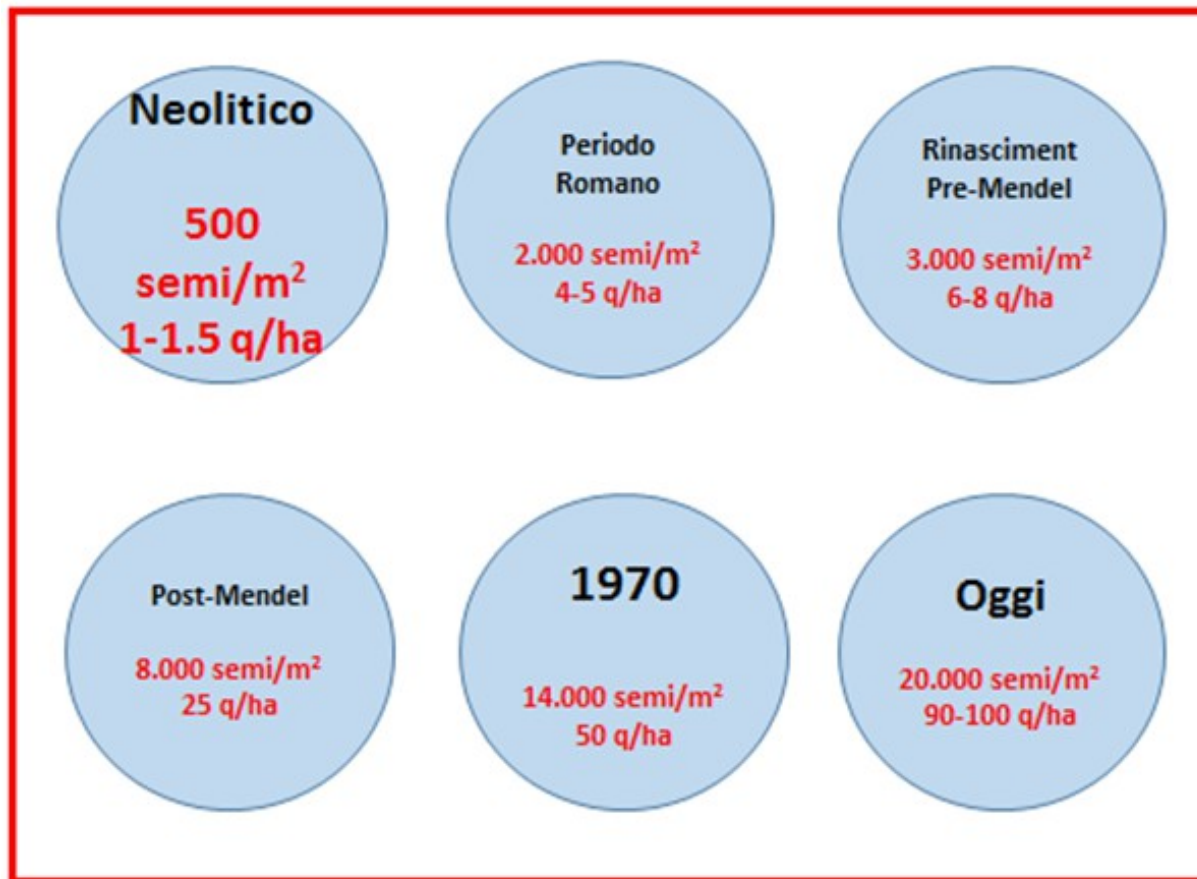 Neolitico
500
semi/m²
1-1.5 q/ha
Periodo
Romano
2.000 semi/m²
4-5 q/ha
Rinasciment
Pre-Mendel
3.000 semi/m²
6-8 q/ha
Post-Mendel
8.000 semi/m²
25 q/ha
1970
14.000 semi/m²
50 q/ha
Oggi
20.000 semi/m²
90-100 q/ha